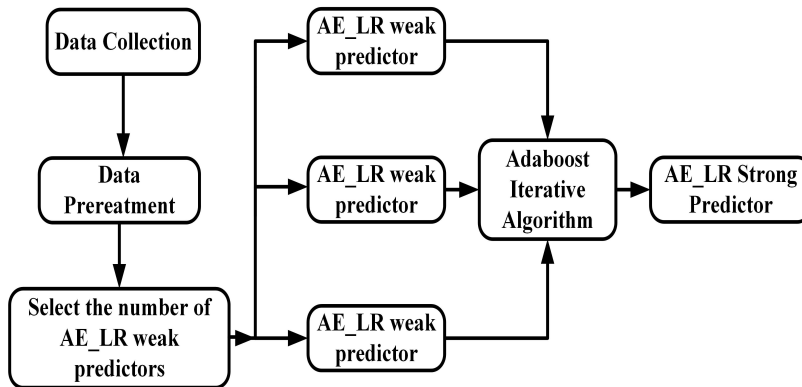 Data Collection
Data
Prereatment
Select the number of
AE_LR weak
predictors
AE_LR weak
predictor
AE_LR weak
predictor
AE_LR weak
predictor
Adaboost
Iterative
Algorithm
AE_LR Strong
Predictor